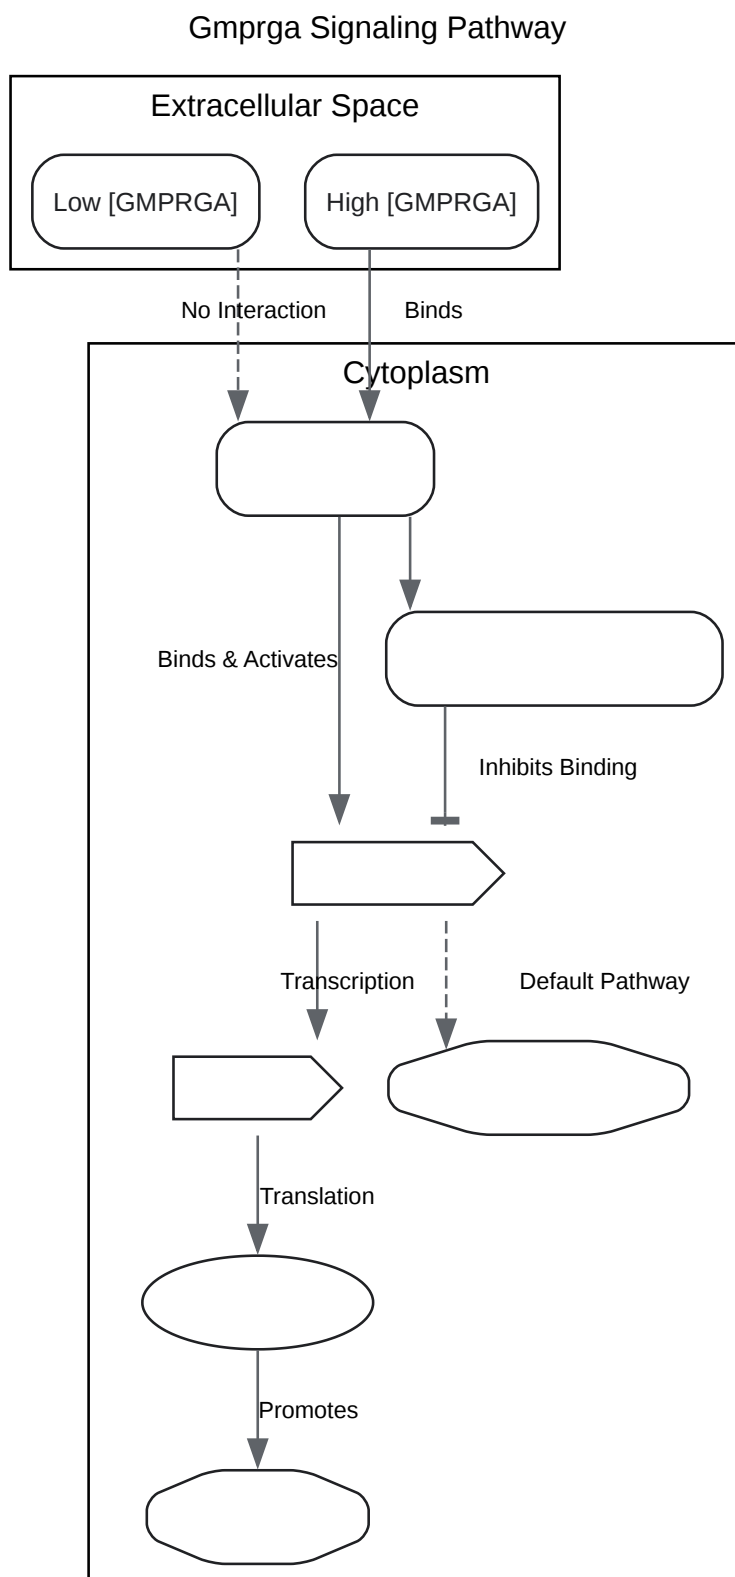 Gmprga Signaling Pathway
Extracellular Space
Low [GMPRGA]
High [GMPRGA]
No Interaction
Binds
Cytoplasm
Binds & Activates
Inhibits Binding
Transcription
Default Pathway
Translation
Promotes